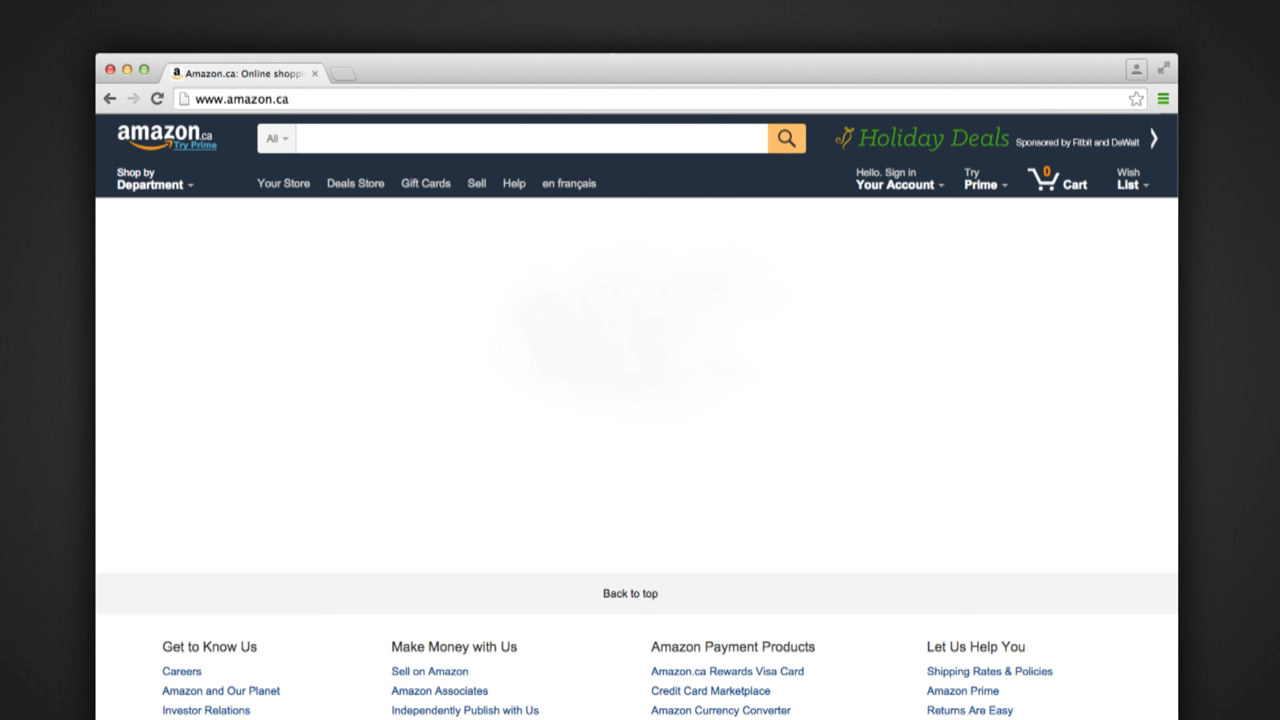 Amazon.ca: Online shopp
www.amazon.ca
amazon.ca
Try Prime
All
Holiday Deals Sponsored by Fitbit and DeWalt
Shop by
Department
Your Store Deals Store Gift Cards Sell Help en français
Hello. Sign in
Your Account
Try
Prime
0
Cart
Wish
List
Back to top
Get to Know Us
Careers
Amazon and Our Planet
Investor Relations
Make Money with Us
Sell on Amazon
Amazon Associates
Independently Publish with Us
Amazon Payment Products
Amazon.ca Rewards Visa Card
Credit Card Marketplace
Amazon Currency Converter
Let Us Help You
Shipping Rates & Policies
Amazon Prime
Returns Are Easy